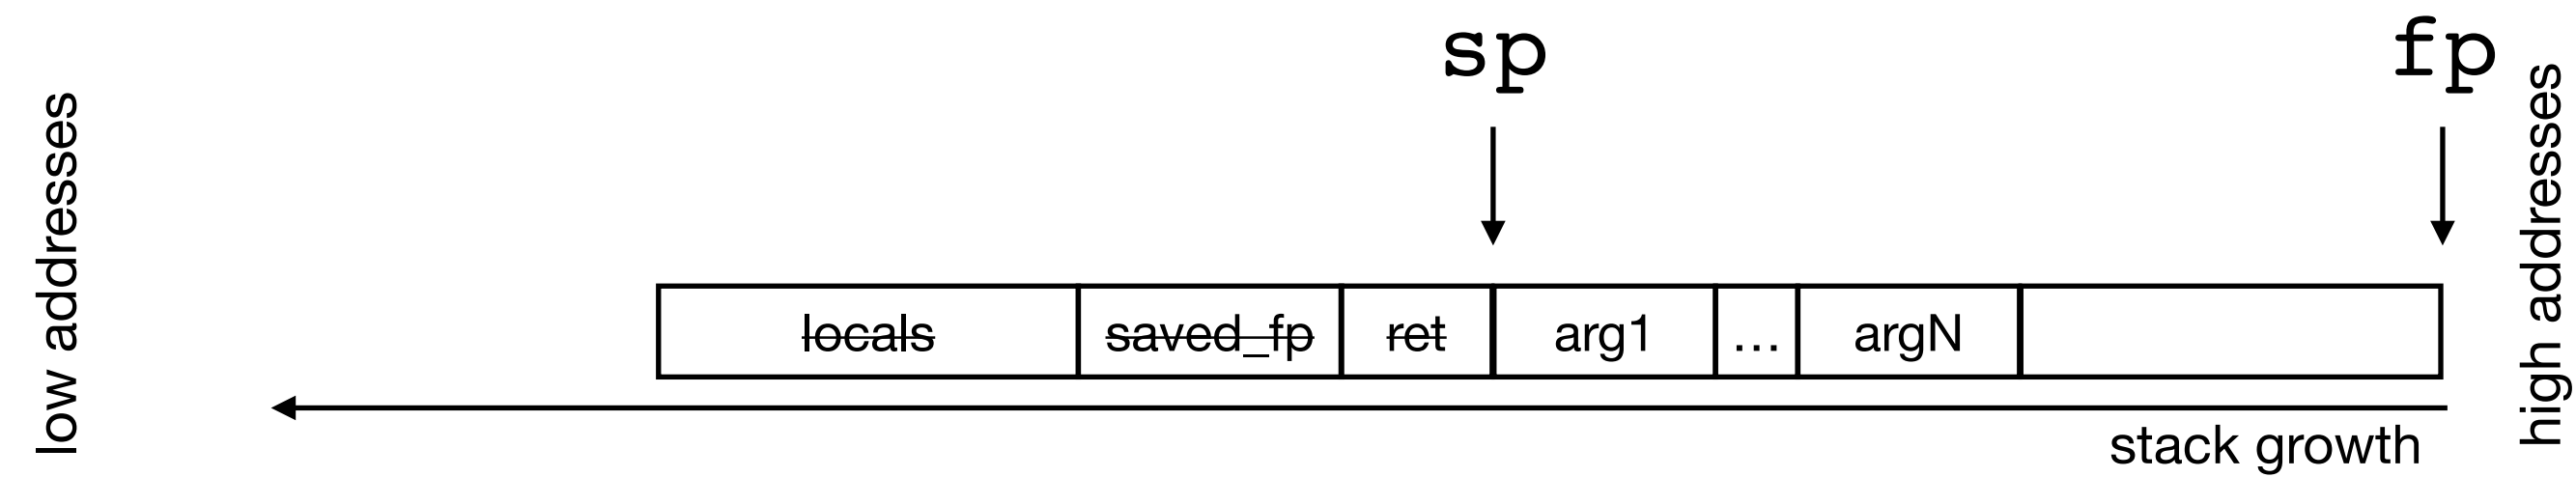 sp fp
low addresses
high addresses
locals saved_fp ret arg1 ... argN
stack growth